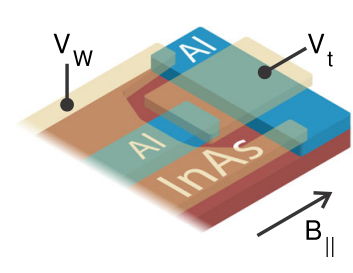 Al
V_W
V_t
Al
InAs
B_||